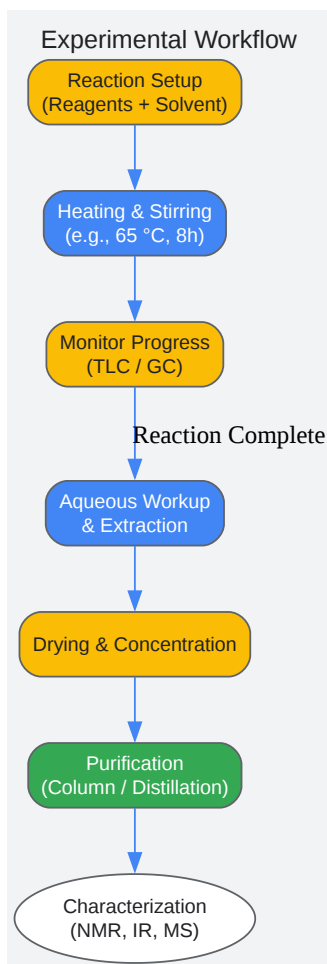 Experimental Workflow
Reaction Setup
(Reagents + Solvent)
Heating & Stirring
(e.g., 65 °C, 8h)
Monitor Progress
(TLC / GC)
Reaction Complete
Aqueous Workup
& Extraction
Drying & Concentration
Purification
(Column / Distillation)
Characterization
(NMR, IR, MS)